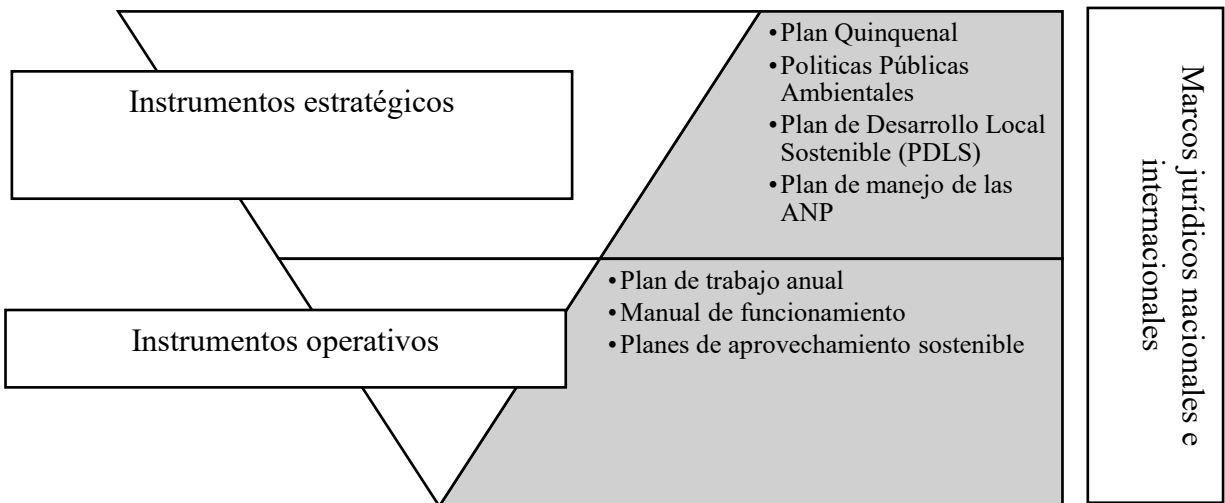 Instrumentos estratégicos
•Plan Quinquenal
•Politicas Públicas
Ambientales
•Plan de Desarrollo Local
Sostenible (PDLS)
•Plan de manejo de las
ANP
Instrumentos operativos
•Plan de trabajo anual
•Manual de funcionamiento
•Planes de aprovechamiento sostenible
Marcos jurídicos nacionales e
internacionales